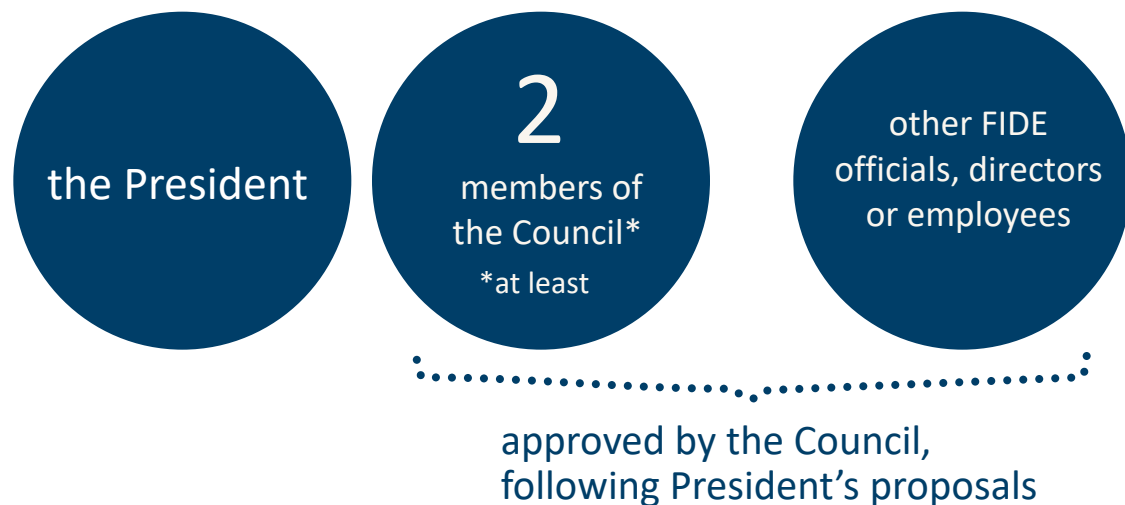 the President
2
members of
the Council*
*at least
other FIDE
officials, directors
or employees
approved by the Council,
following President’s proposals